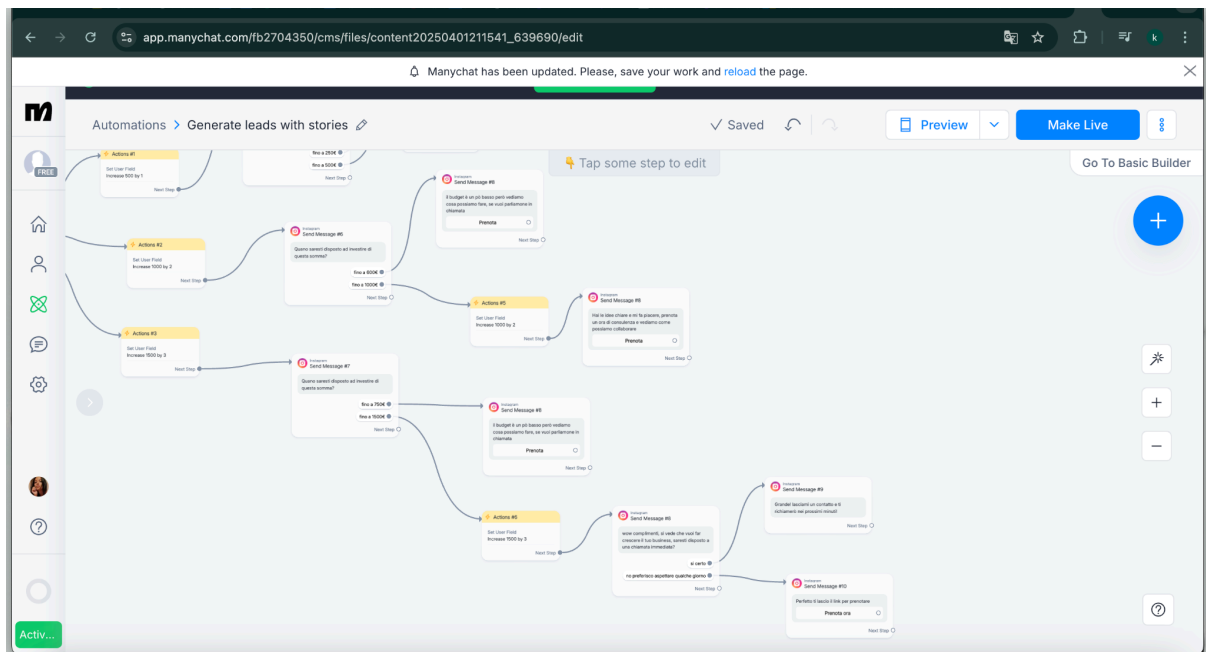 app.manychat.com/fb2704350/cms/files/content20250401211541_639690/edit
k
Manychat has been updated. Please, save your work and reload the page.
Automations > Generate leads with stories
Saved
Preview
Make Live
Go To Basic Builder
👇 Tap some step to edit
FREE
Activ...
Actions #1
Set User Field
Increase 500 by 1
Next Step
fino a 250€
fino a 500€
Next Step
Instagram
Send Message #8
Il budget è un pò basso però vediamo
cosa possiamo fare, se vuoi parliamone in
chiamata
Prenota
Next Step
Actions #2
Set User Field
Increase 1000 by 2
Next Step
Instagram
Send Message #6
Quano saresti disposto ad investire di
questa somma?
fino a 600€
fino a 1000€
Next Step
Actions #5
Set User Field
Increase 1000 by 2
Next Step
Instagram
Send Message #8
Hai le idee chiare e mi fa piacere, prenota
un ora di consulenza e vediamo come
possiamo collaborare
Prenota
Next Step
Actions #3
Set User Field
Increase 1500 by 3
Next Step
Instagram
Send Message #7
Quano saresti disposto ad investire di
questa somma?
fino a 750€
fino a 1500€
Next Step
Instagram
Send Message #8
Il budget è un pò basso però vediamo
cosa possiamo fare, se vuoi parliamone in
chiamata
Prenota
Next Step
Actions #6
Set User Field
Increase 1500 by 3
Next Step
Instagram
Send Message #8
wow complimenti, si vede che vuoi far
crescere il tuo business, saresti disposto a
una chiamata immediata?
si certo
no preferisco aspettare qualche giorno
Next Step
Instagram
Send Message #9
Grande! lasciami un contatto e ti
richiamerò nei prossimi minuti!
Next Step
Instagram
Send Message #10
Perfetto ti lascio il link per prenotare
Prenota ora
Next Step